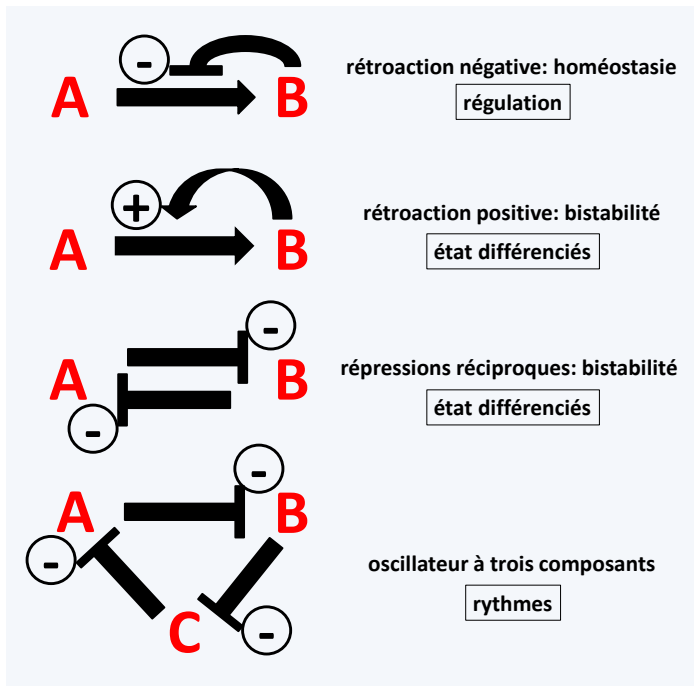 -
A B
rétroaction négative: homéostasie
régulation
+
A B
rétroaction positive: bistabilité
état différenciés
-
A B
-
répressions réciproques: bistabilité
état différenciés
-
A B
-
C
-
oscillateur à trois composants
rythmes